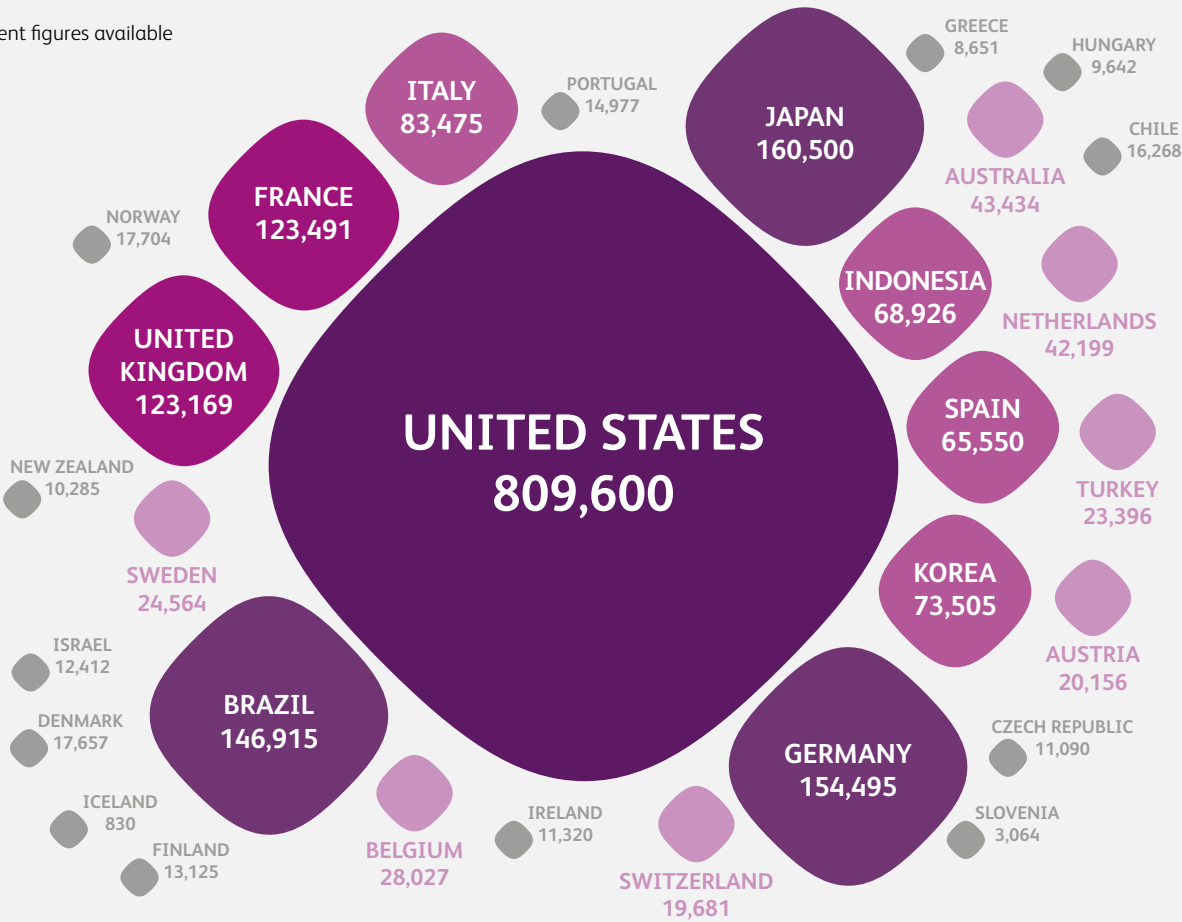 figures available
GREECE
8,651
HUNGARY
9,642
ITALY
83,475
PORTUGAL
14,977
JAPAN
160,500
CHILE
16,268
AUSTRALIA
43,434
FRANCE
123,491
NORWAY
17,704
INDONESIA
68,926
NETHERLANDS
42,199
UNITED
KINGDOM
123,169
SPAIN
65,550
UNITED STATES
809,600
NEW ZEALAND
10,285
TURKEY
23,396
SWEDEN
24,564
KOREA
73,505
ISRAEL
12,412
AUSTRIA
20,156
BRAZIL
146,915
DENMARK
17,657
CZECH REPUBLIC
11,090
GERMANY
154,495
ICELAND
830
IRELAND
11,320
SLOVENIA
3,064
FINLAND
13,125
BELGIUM
28,027
SWITZERLAND
19,681